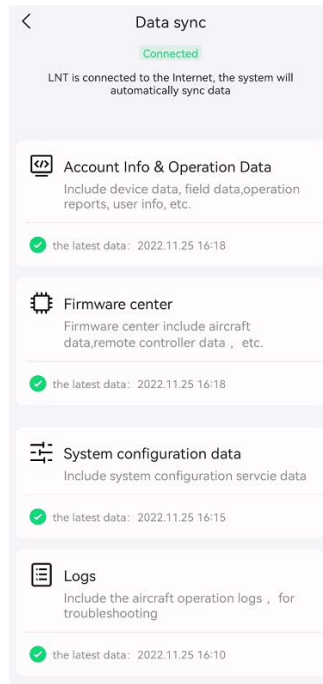 Data sync
Connected
LNT is connected to the Internet, the system will
automatically sync data
Account Info & Operation Data
Include device data, field data,operation
reports, user info, etc.
the latest data: 2022.11.25 16:18
Firmware center
Firmware center include aircraft
data,remote controller data , etc.
the latest data: 2022.11.25 16:18
System configuration data
Include system configuration servcie data
the latest data: 2022.11.25 16:15
Logs
Include the aircraft operation logs , for
troubleshooting
the latest data: 2022.11.25 16:10